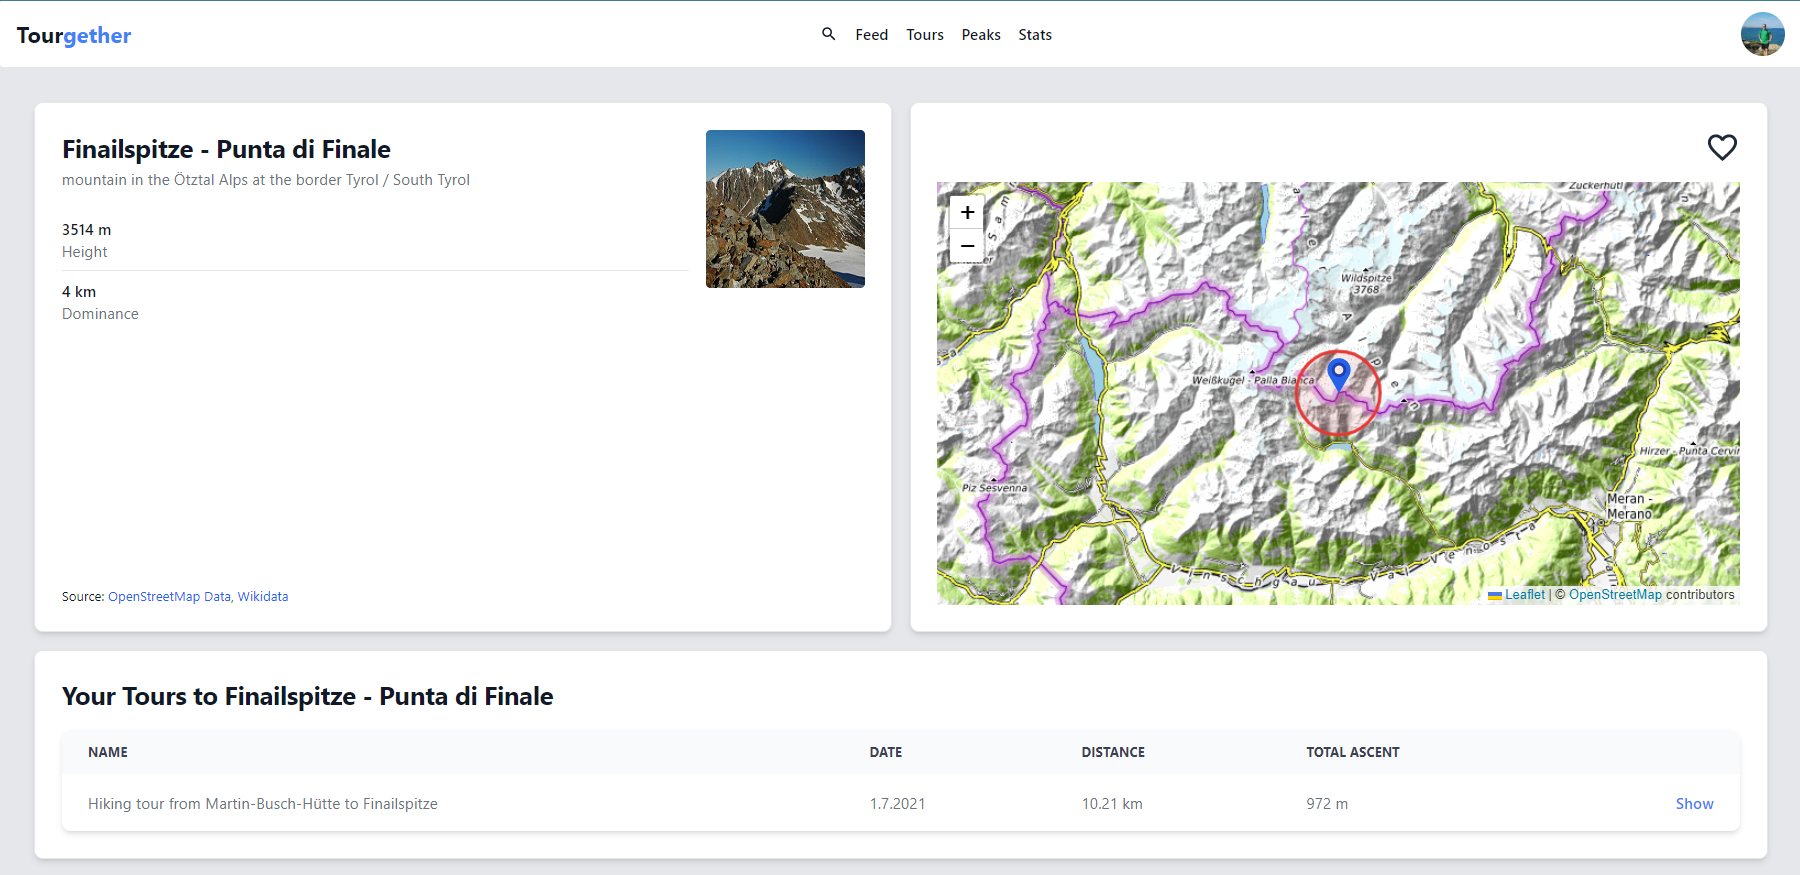 Tourgether
Feed Tours Peaks Stats
Finailspitze - Punta di Finale
mountain in the Ötztal Alps at the border Tyrol / South Tyrol
3514 m
Height
4 km
Dominance
Source: OpenStreetMap Data, Wikidata
+
−
Zuckerhütl
Wildspitze
3768
Weißkugel - Palla Bianca
Hirzer - Punta Cervin
Piz Sesvenna
Meran -
Merano
Vinschgau - Val Venosta
Leaflet | © OpenStreetMap contributors
Your Tours to Finailspitze - Punta di Finale
NAME DATE DISTANCE TOTAL ASCENT
Hiking tour from Martin-Busch-Hütte to Finailspitze 1.7.2021 10.21 km 972 m Show